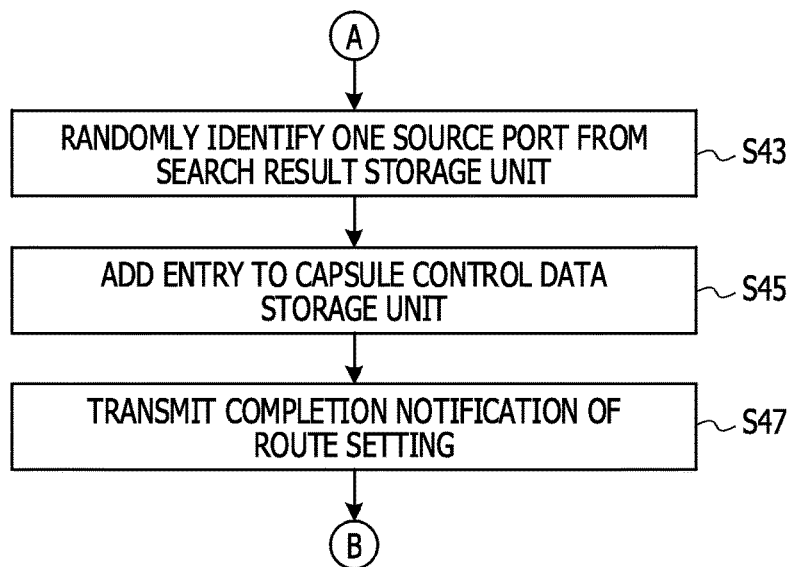 A
RANDOMLY IDENTIFY ONE SOURCE PORT FROM
SEARCH RESULT STORAGE UNIT
S43
ADD ENTRY TO CAPSULE CONTROL DATA
STORAGE UNIT
S45
TRANSMIT COMPLETION NOTIFICATION OF
ROUTE SETTING
S47
B